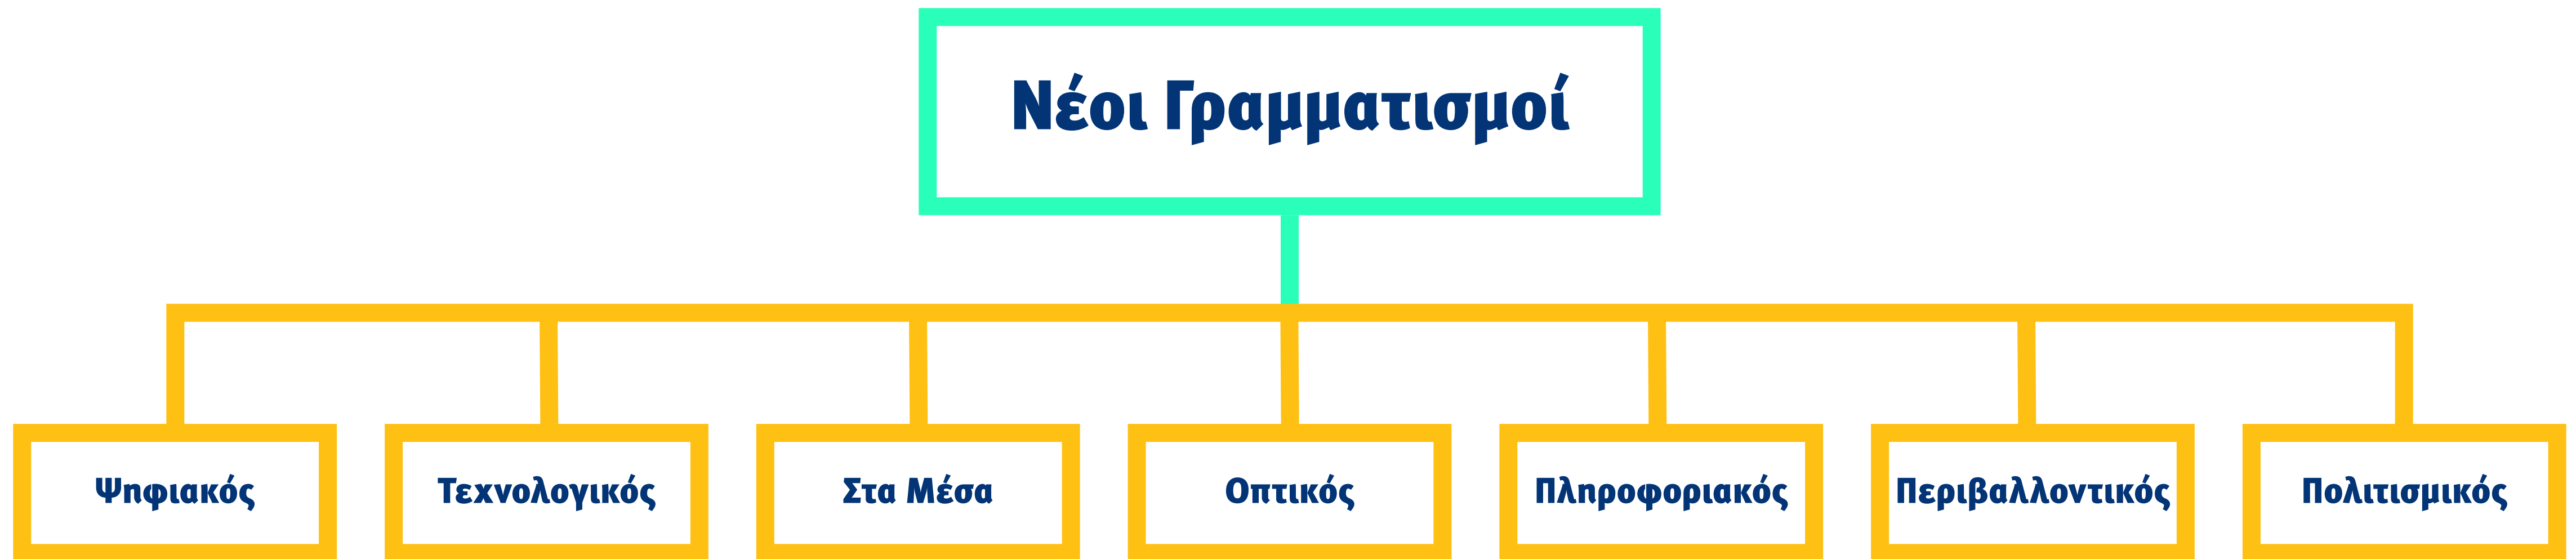 Νέοι Γραμματισμοί
Ψηφιακός
Τεχνολογικός
Στα Μέσα
Οπτικός
Πληροφοριακός
Περιβαλλοντικός
Πολιτισμικός